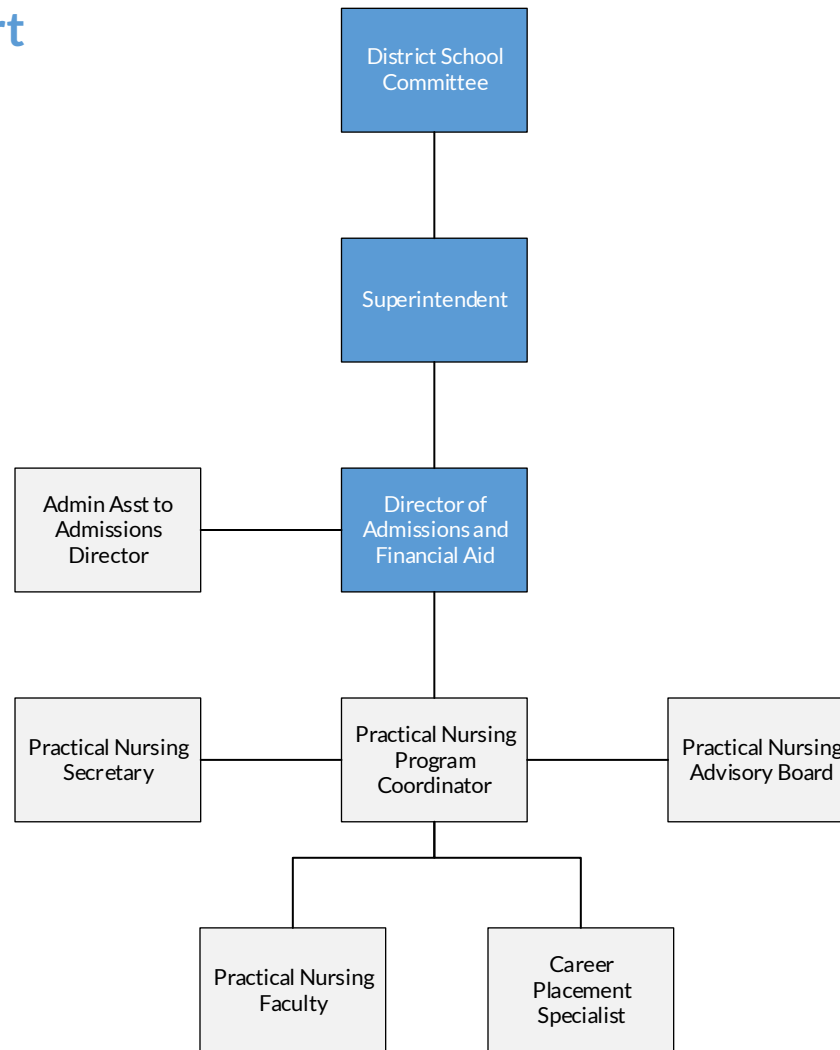 rt
District School
Committee
Superintendent
Admin Asst to
Admissions
Director
Director of
Admissions and
Financial Aid
Practical Nursing
Secretary
Practical Nursing
Program
Coordinator
Practical Nursing
Advisory Board
Practical Nursing
Faculty
Career
Placement
Specialist